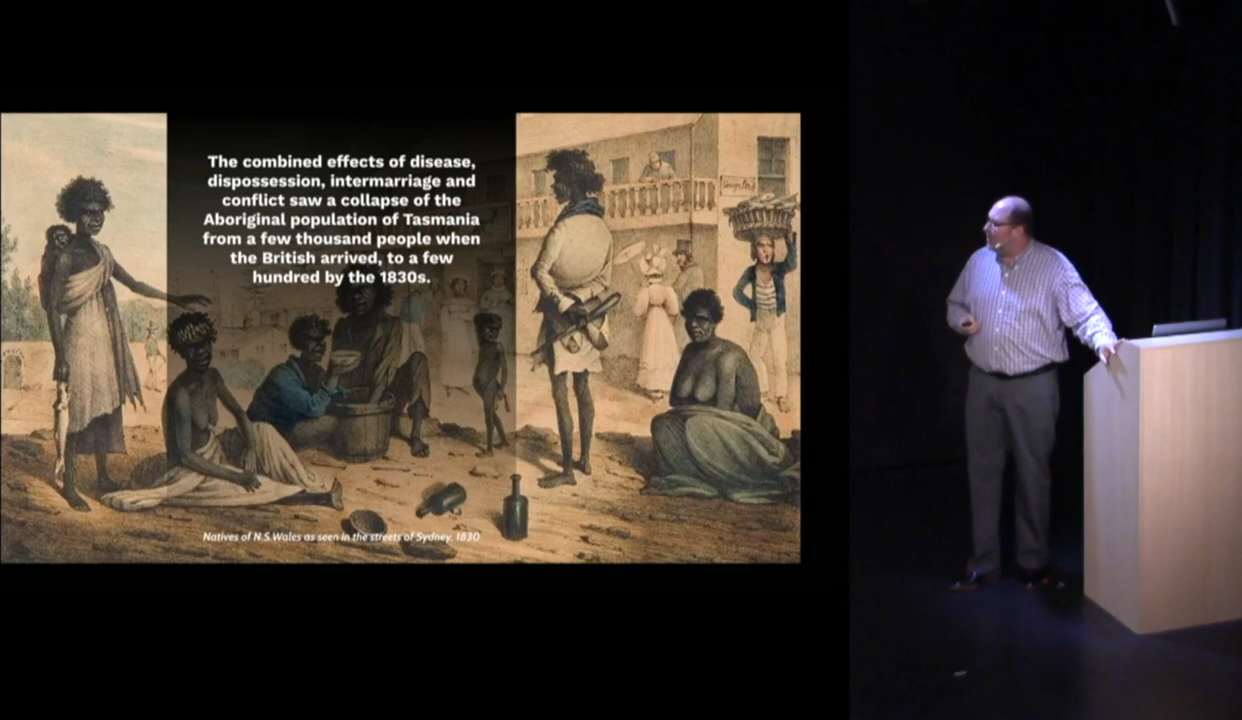 The combined effects of disease,
dispossession, intermarriage and
conflict saw a collapse of the
Aboriginal population of Tasmania
from a few thousand people when
the British arrived, to a few
hundred by the 1830s.
Natives of N.S.Wales as seen in the streets of Sydney, 1830